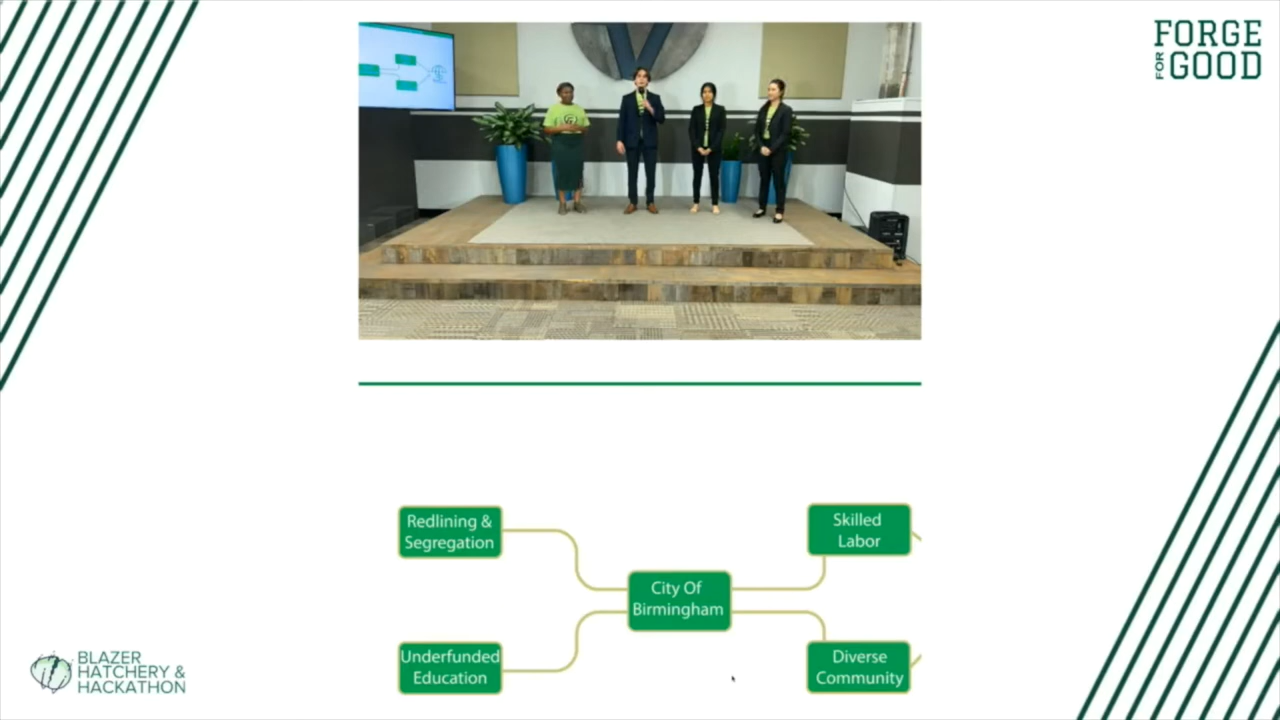 FORGE
FOR
GOOD
Redlining &
Segregation
Skilled
Labor
City Of
Birmingham
Underfunded
Education
Diverse
Community
BLAZER
HATCHERY &
HACKATHON